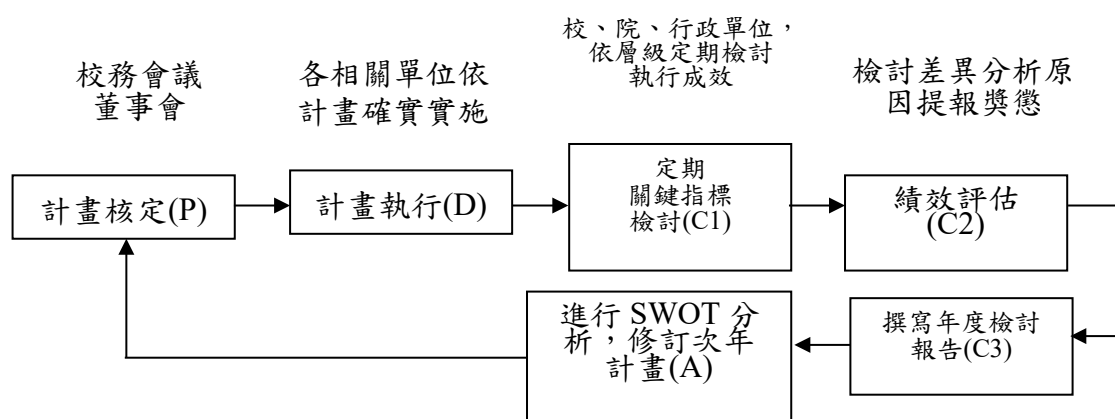 校務會議
董事會
各相關單位依
計畫確實實施
校、院、行政單位，
依層級定期檢討
執行成效
檢討差異分析原
因提報獎懲
計畫核定(P)
計畫執行(D)
定期
關鍵指標
檢討(C1)
績效評估
(C2)
撰寫年度檢討
報告(C3)
進行 SWOT 分
析，修訂次年
計畫(A)